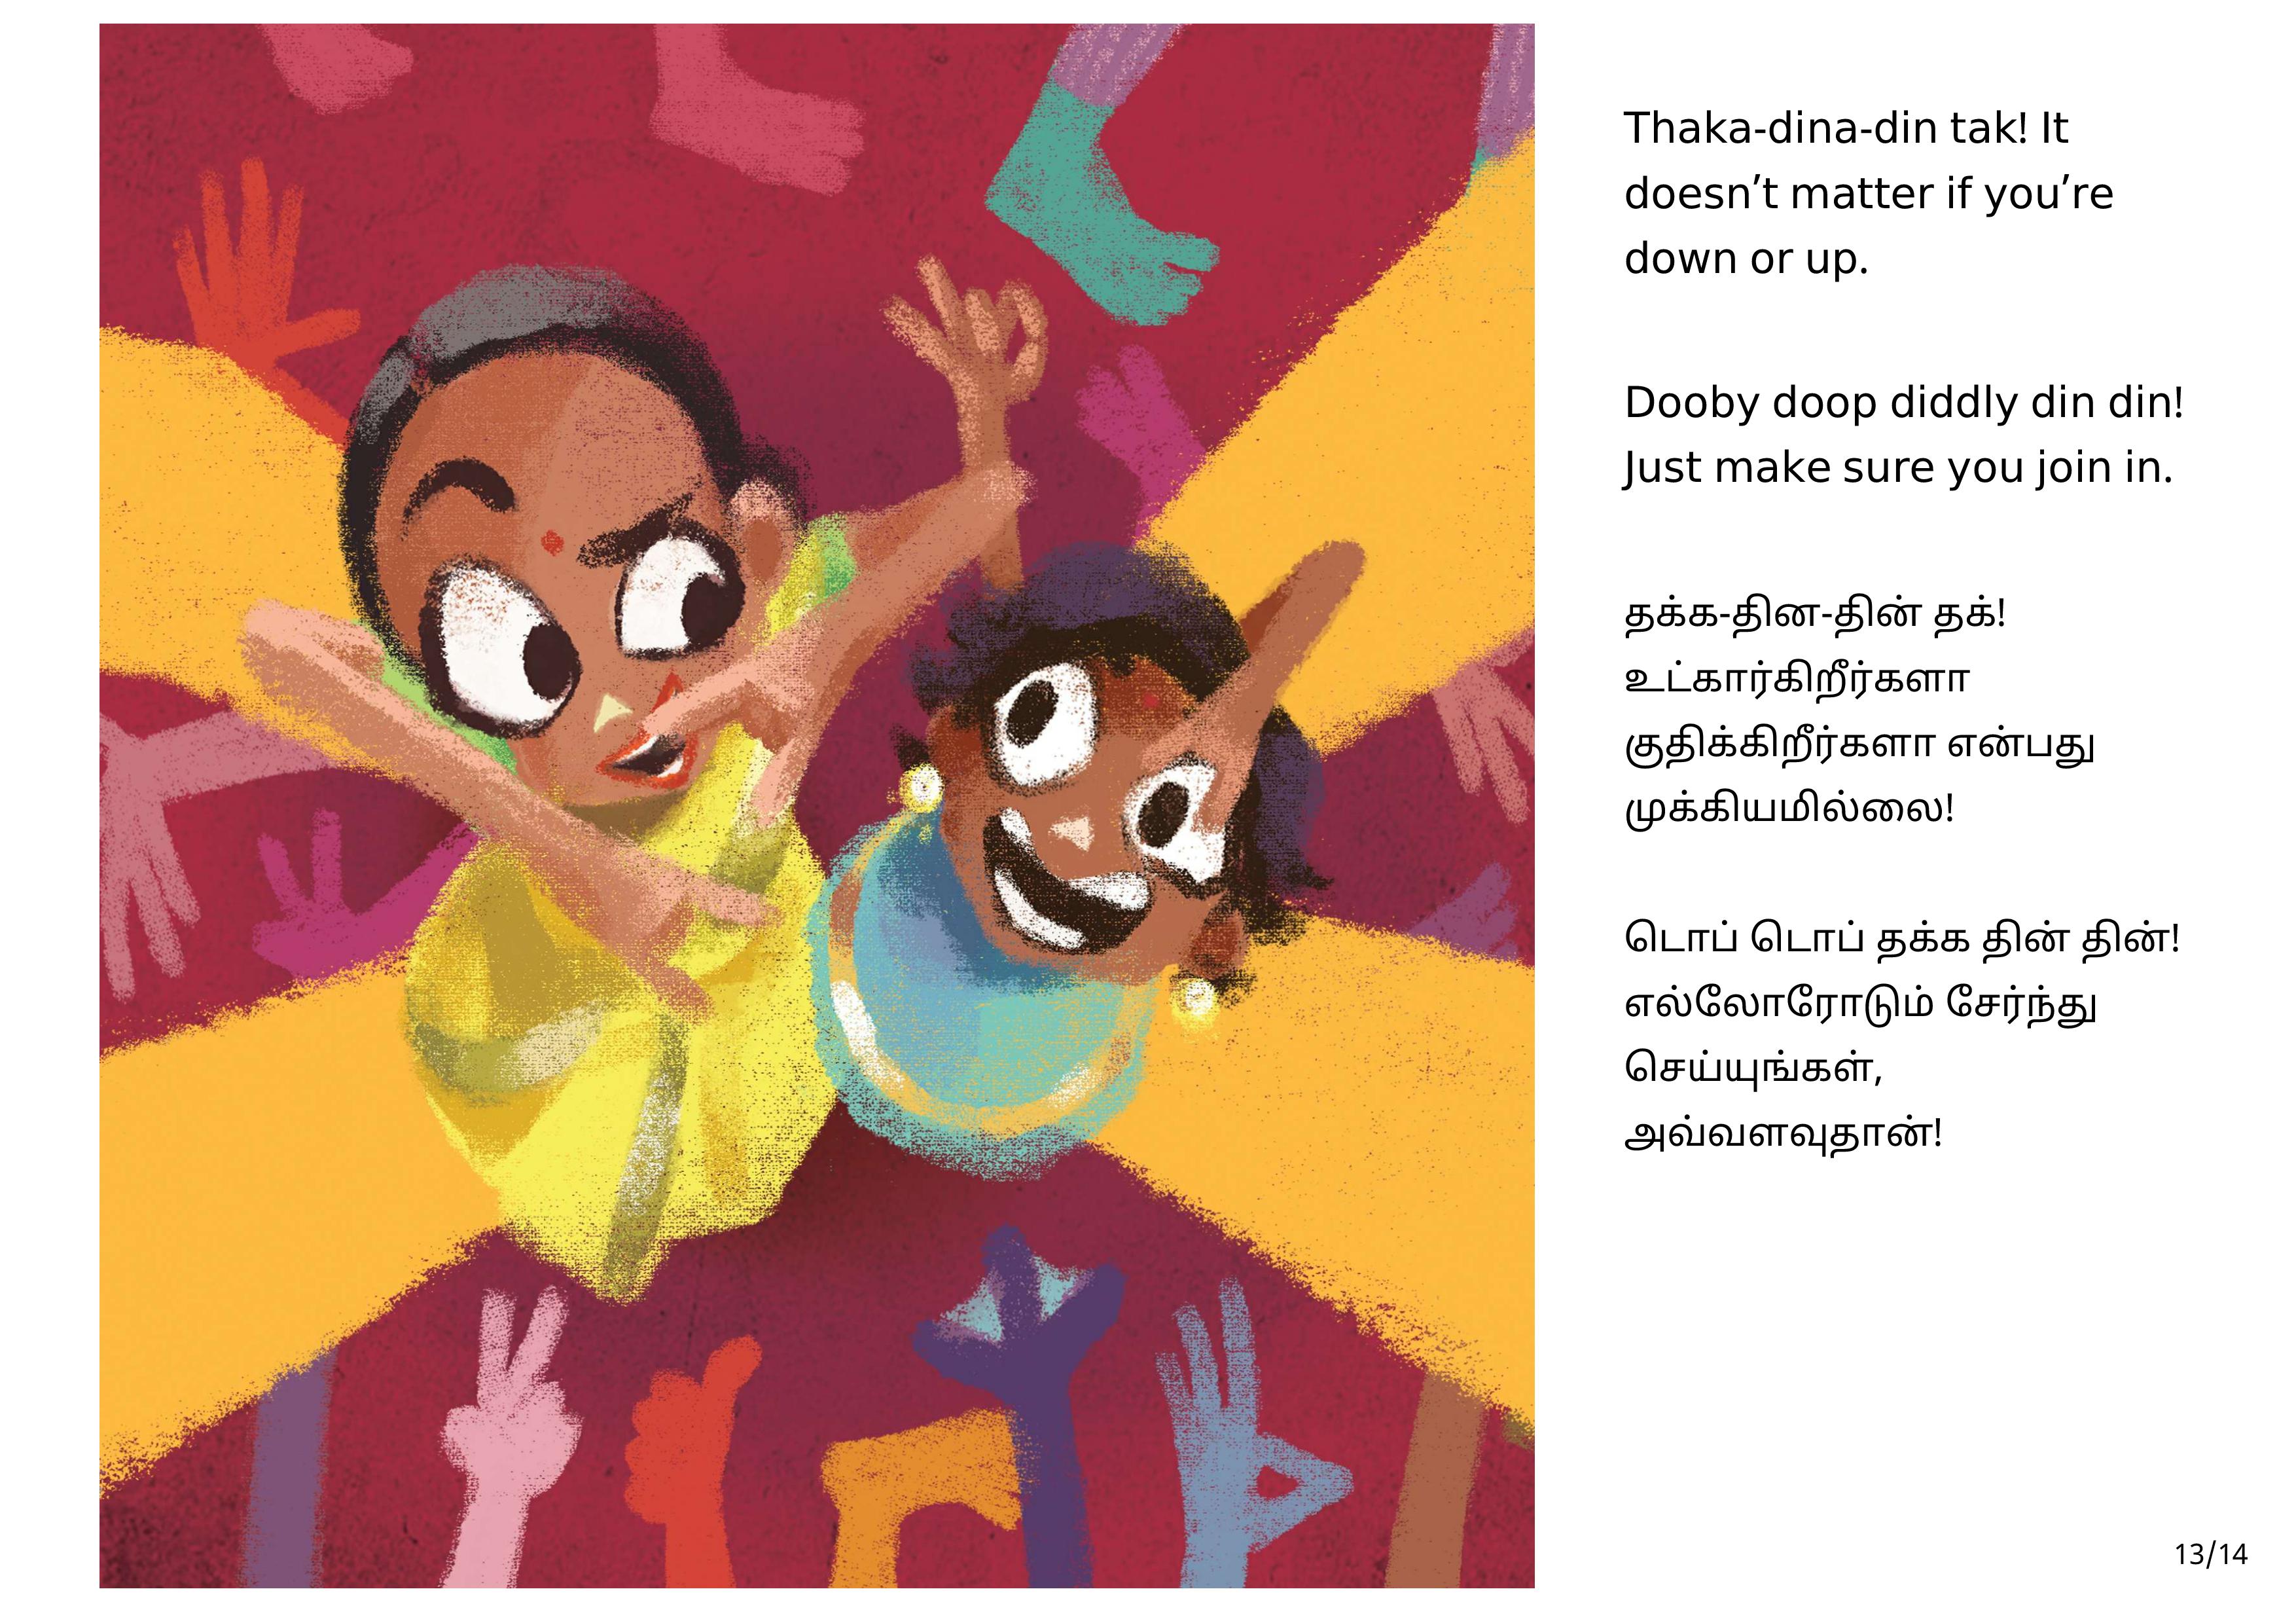 Thaka-dina-din tak! It
doesn’t matter if you’re
down or up.
Dooby doop diddly din din!
Just make sure you join in.
தக்க-தின-தின் தக்!
உட்கார்கிறீர்களா
குதிக்கிறீர்களா என்பது
முக்கியமில்லை!
டொப் டொப் தக்க தின் தின்!
எல்லோரோடும் சேர்ந்து
செய்யுங்கள்,
அவ்வளவுதான்!
13/14